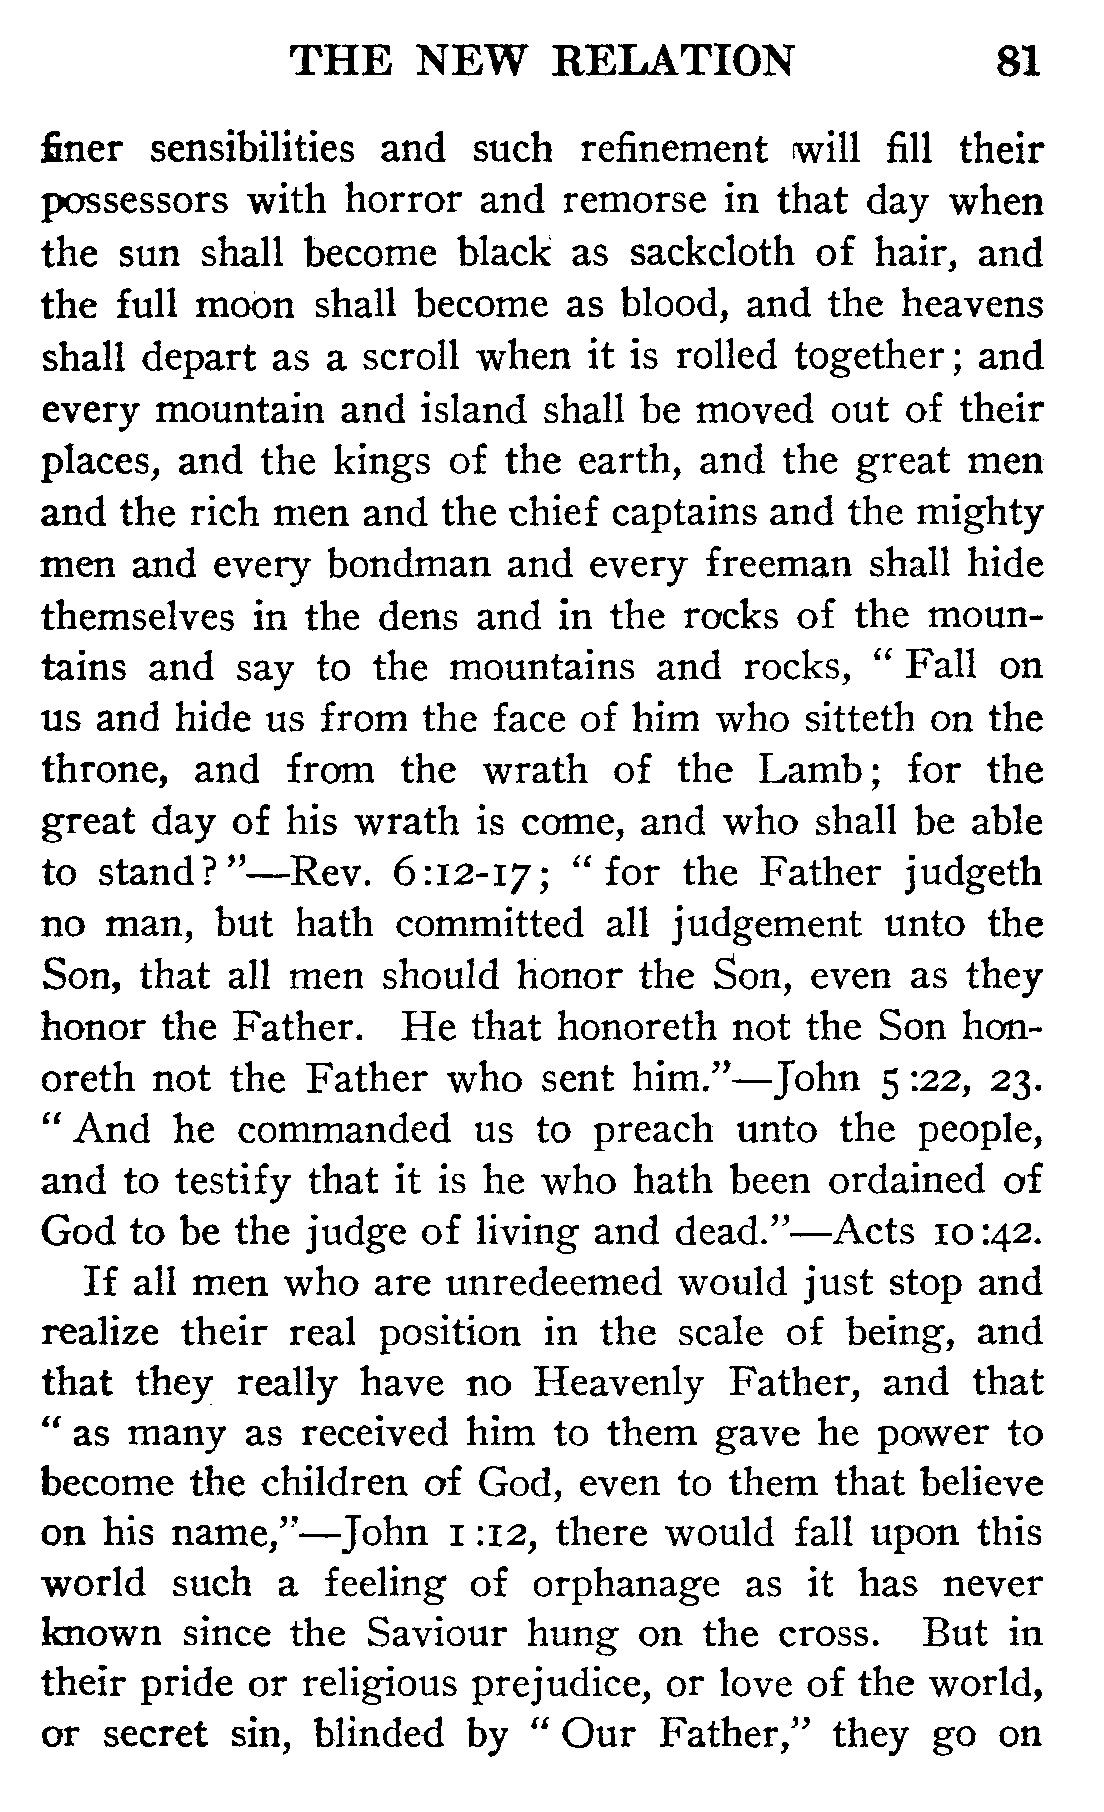 THE NEW RELATION 81
finer sensibilities and such refinement will fill their
possessors with horror and remorse in that day when
the sun shall become black as sackcloth of hair, and
the full moon shall become as blood, and the heavens
shall depart as a scroll when it is rolled together; and
every mountain and island shall be moved out of their
places, and the kings of the earth, and the great men
and the rich men and the chief captains and the mighty
men and every bondman and every freeman shall hide
themselves in the dens and in the rocks of the moun-
tains and say to the mountains and rocks, “ Fall on
us and hide us from the face of him who sitteth on the
throne, and from the wrath of the Lamb; for the
great day of his wrath is come, and who shall be able
to stand? ”—Rev. 6:12-17; “ for the Father judgeth
no man, but hath committed all judgement unto the
Son, that all men should honor the Son, even as they
honor the Father. He that honoreth not the Son hon-
oreth not the Father who sent him.”—John 5:22, 23.
“ And he commanded us to preach unto the people,
and to testify that it is he who hath been ordained of
God to be the judge of living and dead.”—Acts 10:42.
If all men who are unredeemed would just stop and
realize their real position in the scale of being, and
that they really have no Heavenly Father, and that
“ as many as received him to them gave he power to
become the children of God, even to them that believe
on his name,”—John 1:12, there would fall upon this
world such a feeling of orphanage as it has never
known since the Saviour hung on the cross. But in
their pride or religious prejudice, or love of the world,
or secret sin, blinded by “ Our Father,” they go on